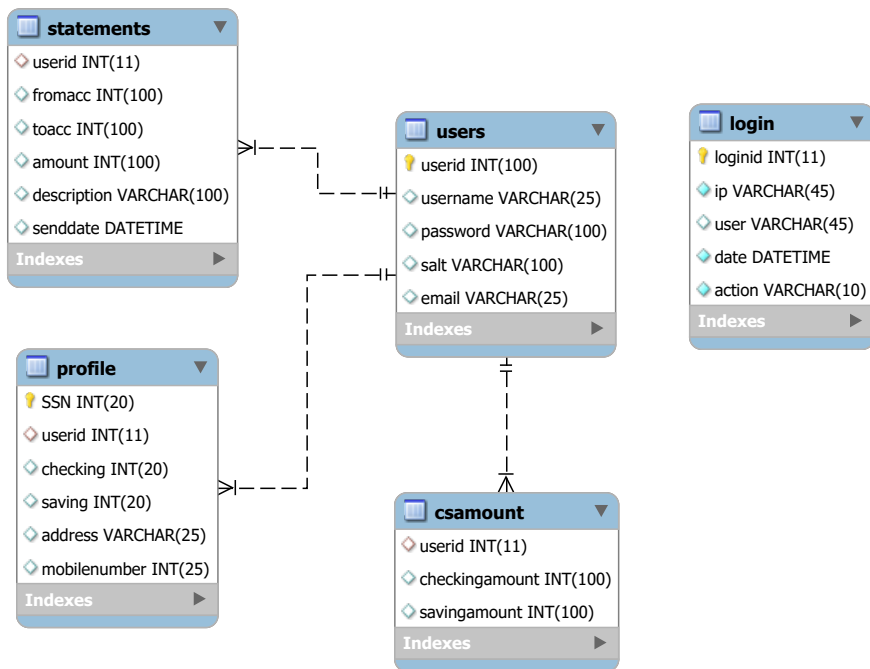 statements
userid INT(11)
fromacc INT(100)
toacc INT(100)
amount INT(100)
description VARCHAR(100)
senddate DATETIME
Indexes
users
userid INT(100)
username VARCHAR(25)
password VARCHAR(100)
salt VARCHAR(100)
email VARCHAR(25)
Indexes
login
loginid INT(11)
ip VARCHAR(45)
user VARCHAR(45)
date DATETIME
action VARCHAR(10)
Indexes
profile
SSN INT(20)
userid INT(11)
checking INT(20)
saving INT(20)
address VARCHAR(25)
mobilenumber INT(25)
Indexes
csamount
userid INT(11)
checkingamount INT(100)
savingamount INT(100)
Indexes